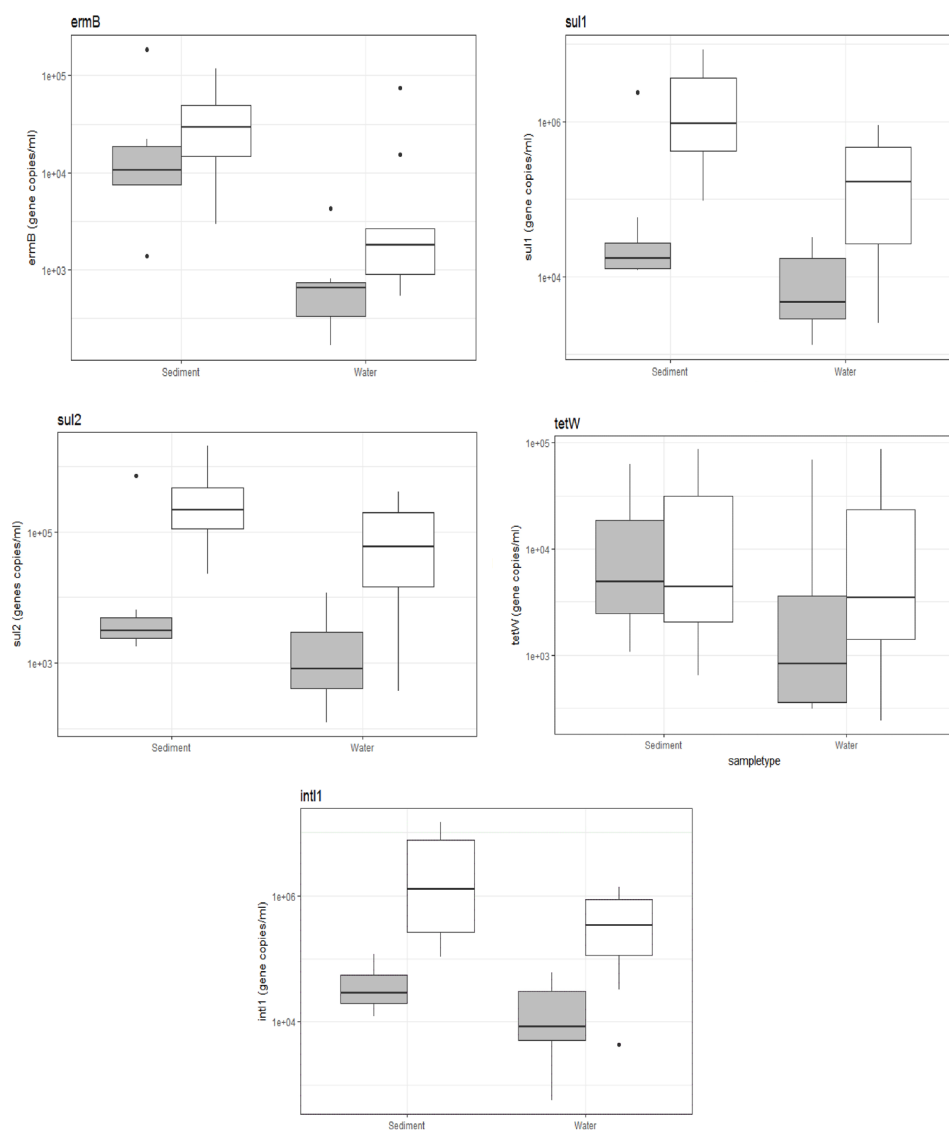 ermB
ermB (gene copies/ml)
1e+05
1e+04
1e+03
Sediment
Water
sul1
sul1 (gene copies/ml)
1e+06
1e+04
Sediment
Water
sul2
sul2 (genes copies/ml)
1e+05
1e+03
Sediment
Water
tetW
tetW (gene copies/ml)
1e+05
1e+04
1e+03
Sediment
Water
sampletype
intI1
intI1 (gene copies/ml)
1e+06
1e+04
Sediment
Water